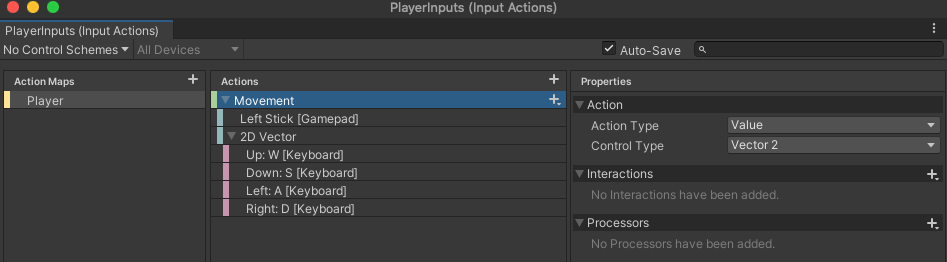 PlayerInputs (Input Actions)
PlayerInputs (Input Actions)
No Control Schemes All Devices Auto-Save
Action Maps
Player
Actions
Movement
Left Stick [Gamepad]
2D Vector
Up: W [Keyboard]
Down: S [Keyboard]
Left: A [Keyboard]
Right: D [Keyboard]
Properties
Action
Action Type Value
Control Type Vector 2
Interactions
No Interactions have been added.
Processors
No Processors have been added.